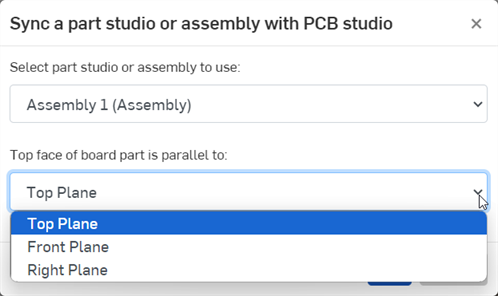 Sync a part studio or assembly with PCB studio
Select part studio or assembly to use:
Assembly 1 (Assembly)
Top face of board part is parallel to:
Top Plane
Top Plane
Front Plane
Right Plane